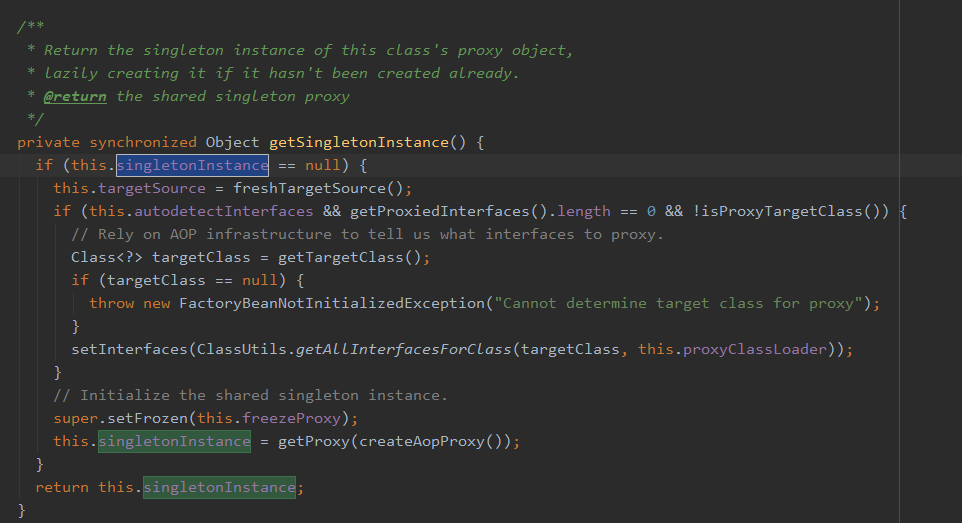 /**
 * Return the singleton instance of this class's proxy object,
 * lazily creating it if it hasn't been created already.
 * @return the shared singleton proxy
 */
private synchronized Object getSingletonInstance() {
  if (this.singletonInstance == null) {
    this.targetSource = freshTargetSource();
    if (this.autodetectInterfaces && getProxiedInterfaces().length == 0 && !isProxyTargetClass()) {
      // Rely on AOP infrastructure to tell us what interfaces to proxy.
      Class<?> targetClass = getTargetClass();
      if (targetClass == null) {
        throw new FactoryBeanNotInitializedException("Cannot determine target class for proxy");
      }
      setInterfaces(ClassUtils.getAllInterfacesForClass(targetClass, this.proxyClassLoader));
    }
    // Initialize the shared singleton instance.
    super.setFrozen(this.freezeProxy);
    this.singletonInstance = getProxy(createAopProxy());
  }
  return this.singletonInstance;
}